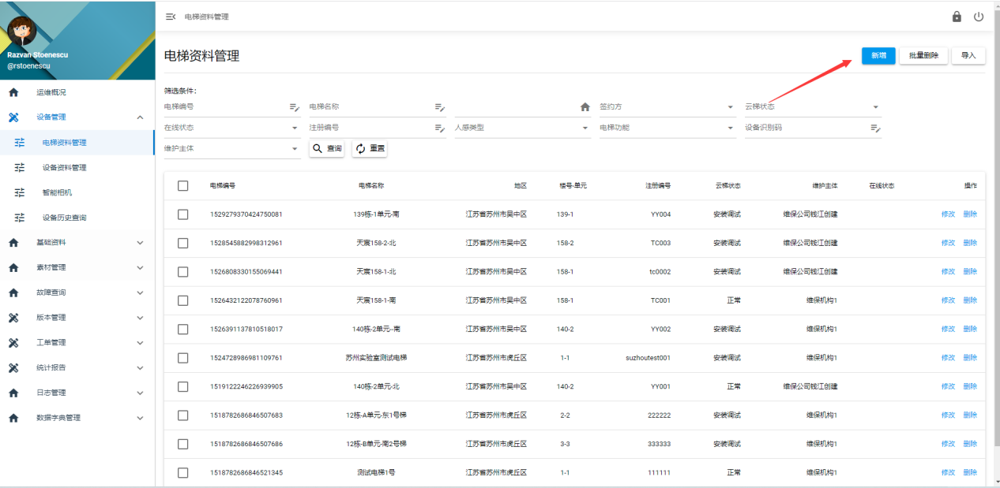 电梯资料管理
Razvan Stoenescu
@rstoenescu
运维概况
设备管理
电梯资料管理
设备资料管理
智能相机
设备历史查询
基础资料
素材管理
故障查询
版本管理
工单管理
统计报告
日志管理
数据字典管理
电梯资料管理
新增 批量删除 导入
筛选条件：
电梯编号 电梯名称 签约方 云梯状态
在线状态 注册编号 人感类型 电梯功能 设备识别码
维护主体 查询 重置
电梯编号 电梯名称 地区 楼号-单元 注册编号 云梯状态 维护主体 在线状态 操作
1529279370424750081 139栋-1单元-南 江苏省苏州市吴中区 139-1 YY004 安装调试 维保公司钱江创建 修改 删除
1528545882998312961 天宸158-2-北 江苏省苏州市吴中区 158-2 TC003 安装调试 维保公司钱江创建 修改 删除
1526808330155069441 天宸158-1-北 江苏省苏州市吴中区 158-1 tc0002 安装调试 维保公司钱江创建 修改 删除
1526432122078760961 天宸158-1-南 江苏省苏州市吴中区 158-1 TC001 正常 维保机构1 修改 删除
1526391137810518017 140栋-2单元--南 江苏省苏州市吴中区 140-2 YY002 安装调试 维保机构1 修改 删除
1524728986981109761 苏州实验室测试电梯 江苏省苏州市虎丘区 1-1 suzhoutest001 安装调试 维保机构1 修改 删除
1519122246226939905 140栋-2单元-北 江苏省苏州市吴中区 140-2 YY001 正常 维保公司钱江创建 修改 删除
1518782686846507683 12栋-A单元-东1号梯 江苏省苏州市虎丘区 2-2 222222 安装调试 维保机构1 修改 删除
1518782686846507686 12栋-B单元-南2号梯 江苏省苏州市虎丘区 3-3 333333 安装调试 维保机构1 修改 删除
1518782686846521345 测试电梯1号 江苏省苏州市虎丘区 1-1 111111 正常 维保机构1 修改 删除